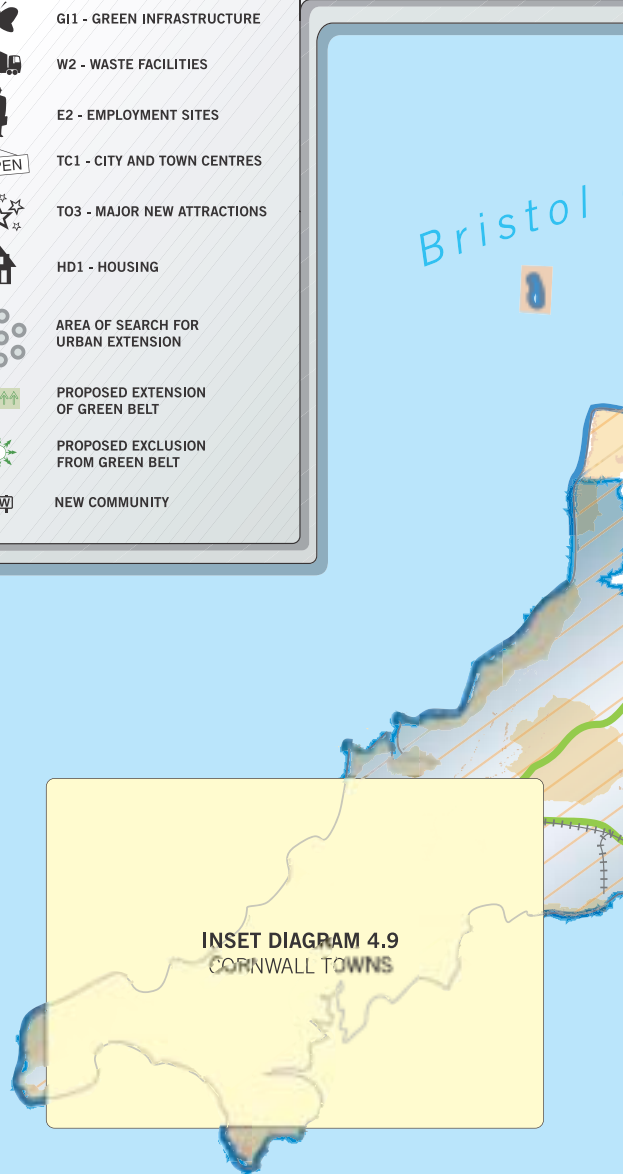 GI1 - GREEN INFRASTRUCTURE
W2 - WASTE FACILITIES
E2 - EMPLOYMENT SITES
PEN
TC1 - CITY AND TOWN CENTRES
TO3 - MAJOR NEW ATTRACTIONS
HD1 - HOUSING
AREA OF SEARCH FOR
URBAN EXTENSION
PROPOSED EXTENSION
OF GREEN BELT
PROPOSED EXCLUSION
FROM GREEN BELT
W
NEW COMMUNITY
Bristol
INSET DIAGRAM 4.9
CORNWALL TOWNS